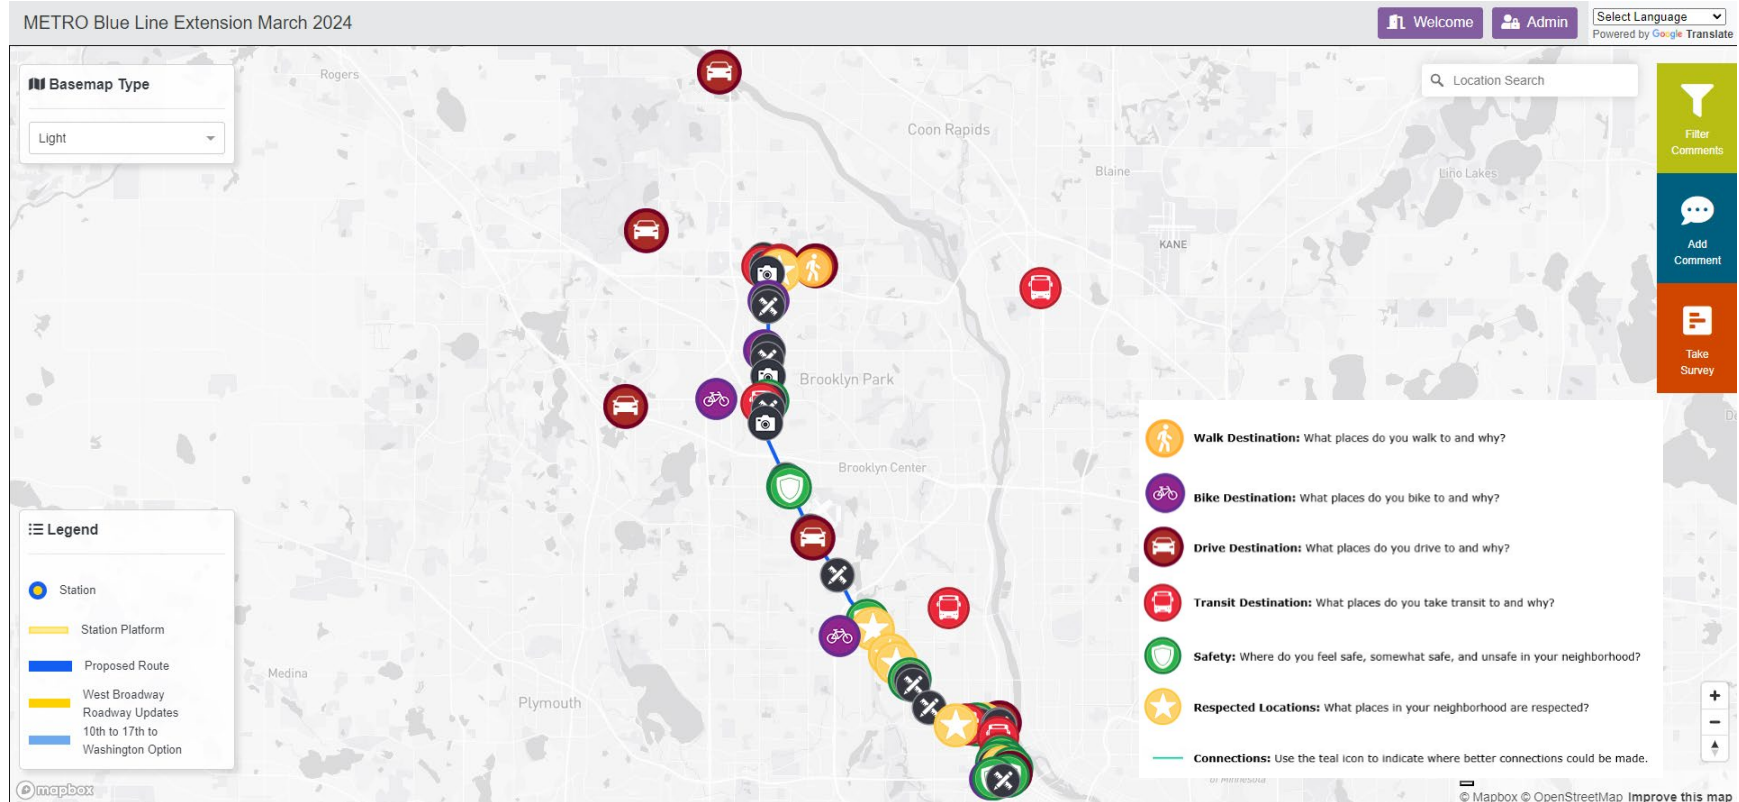 METRO Blue Line Extension March 2024
Welcome
Admin
Select Language
Powered by Google Translate
Basemap Type
Light
Location Search
Filter
Comments
Add
Comment
Take
Survey
Rogers
Coon Rapids
Blaine
Lino Lakes
KANE
Brooklyn Park
Brooklyn Center
Medina
Plymouth
Walk Destination: What places do you walk to and why?
Bike Destination: What places do you bike to and why?
Drive Destination: What places do you drive to and why?
Transit Destination: What places do you take transit to and why?
Safety: Where do you feel safe, somewhat safe, and unsafe in your neighborhood?
Respected Locations: What places in your neighborhood are respected?
Connections: Use the teal icon to indicate where better connections could be made.
of Minnesota
Legend
Station
Station Platform
Proposed Route
West Broadway
Roadway Updates
10th to 17th to
Washington Option
mapbox
© Mapbox © OpenStreetMap Improve this map